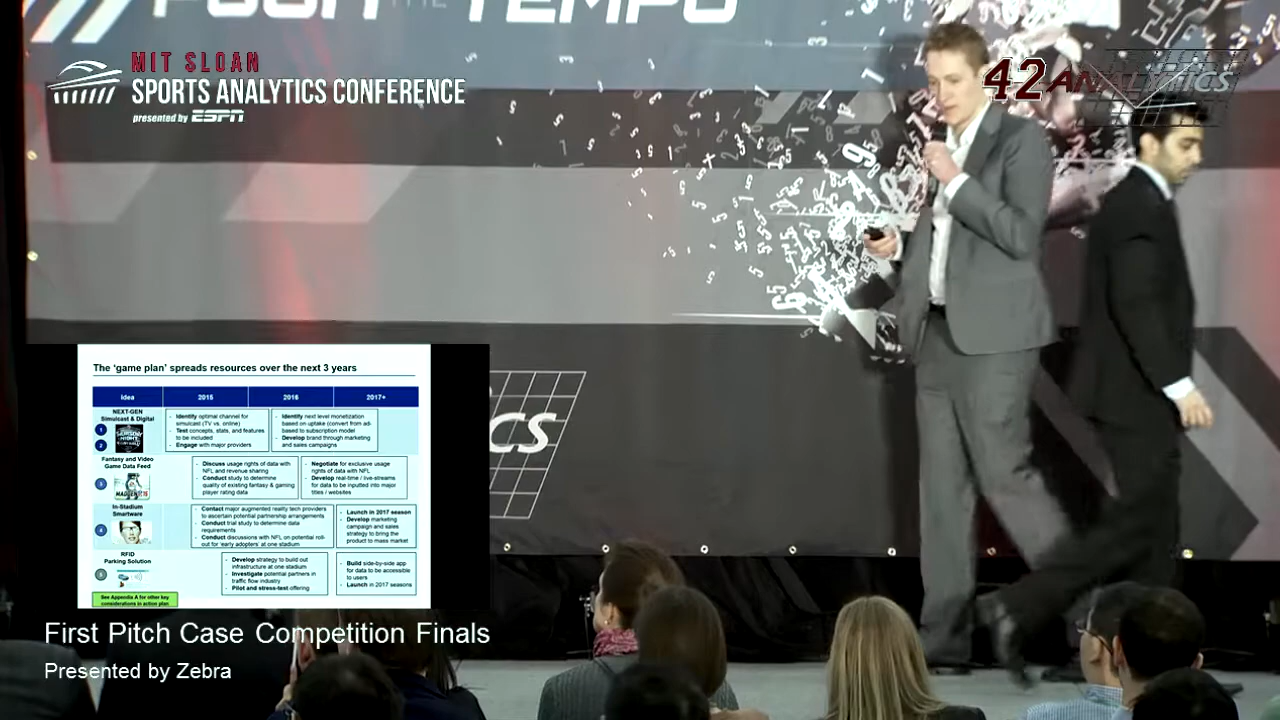 PUSH THE TEMPO
MIT SLOAN
SPORTS ANALYTICS CONFERENCE
presented by ESPN
42 ANALYTICS
The 'game plan' spreads resources over the next 3 years
Idea 2015 2016 2017+
NEXT-GEN
Simulcast & Digital
1
2
- Identify optimal channel for
simulcast (TV vs. online)
- Test concepts, stats, and features
to be included
- Engage with major providers
- Identify next level monetization
based on uptake (convert from ad-
based to subscription model
- Develop brand through marketing
and sales campaigns
Fantasy and Video
Game Data Feed
3
- Discuss usage rights of data with
NFL and revenue sharing
- Conduct study to determine
quality of existing fantasy & gaming
player rating data
- Negotiate for exclusive usage
rights of data with NFL
- Develop real-time / live-streams
for data to be inputted into major
titles / websites
In-Stadium
Smartware
4
- Contact major augmented reality tech providers
to ascertain potential partnership arrangements
- Conduct trial study to determine data
requirements
- Conduct discussions with NFL on potential roll-
out for 'early adopters' at one stadium
- Launch in 2017 season
- Develop marketing
campaign and sales
strategy to bring the
product to mass market
RFID
Parking Solution
5
- Develop strategy to build out
infrastructure at one stadium
- Investigate potential partners in
traffic flow industry
- Pilot and stress-test offering
- Build side-by-side app
for data to be accessible
to users
- Launch in 2017 seasons
See Appendix A for other key
considerations in action plan
ICS
First Pitch Case Competition Finals
Presented by Zebra